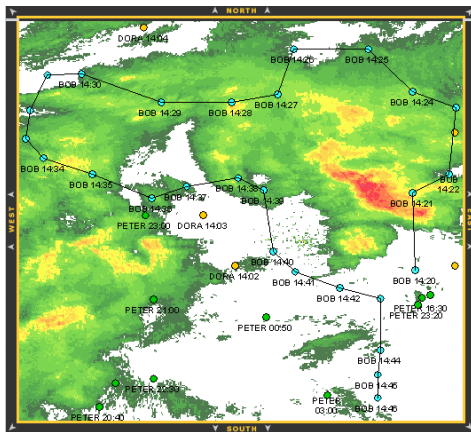 NORTH
DORA 14:04
BOB 14:26
BOB 14:25
BOB 14:30
BOB 14:24
BOB 14:27
BOB 14:29
BOB 14:28
BOB 14:34
BOB 14:35
BOB
14:22
BOB 14:38
BOB 14:37
BOB 14:39
BOB 14:21
BOB 14:36
WEST
EAST
PETER 23:00
DORA 14:03
BOB 14:40
DORA 14:02
BOB 14:41
BOB 14:20
BOB 14:42
PETER 21:00
PETER 16:30
PETER 23:20
PETER 00:50
BOB 14:44
BOB 14:45
PETER 22:30
PETER
03:00
BOB 14:46
PETER 20:40
SOUTH